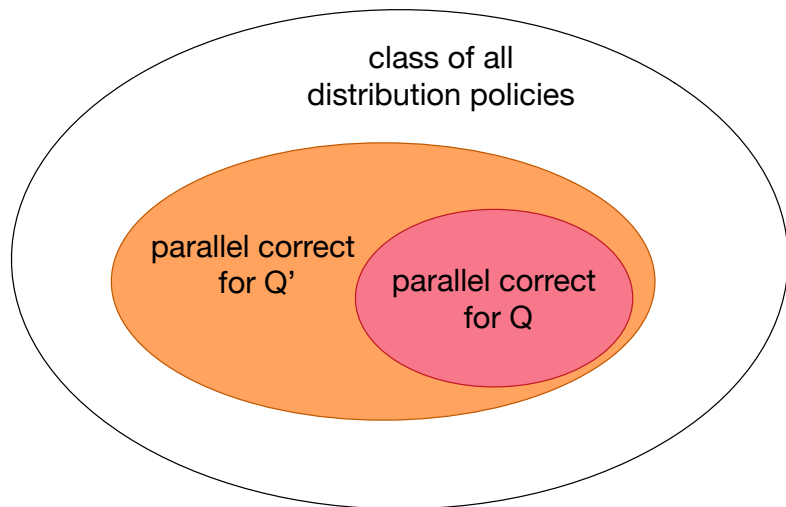 class of all
distribution policies
parallel correct
for Q’
parallel correct
for Q